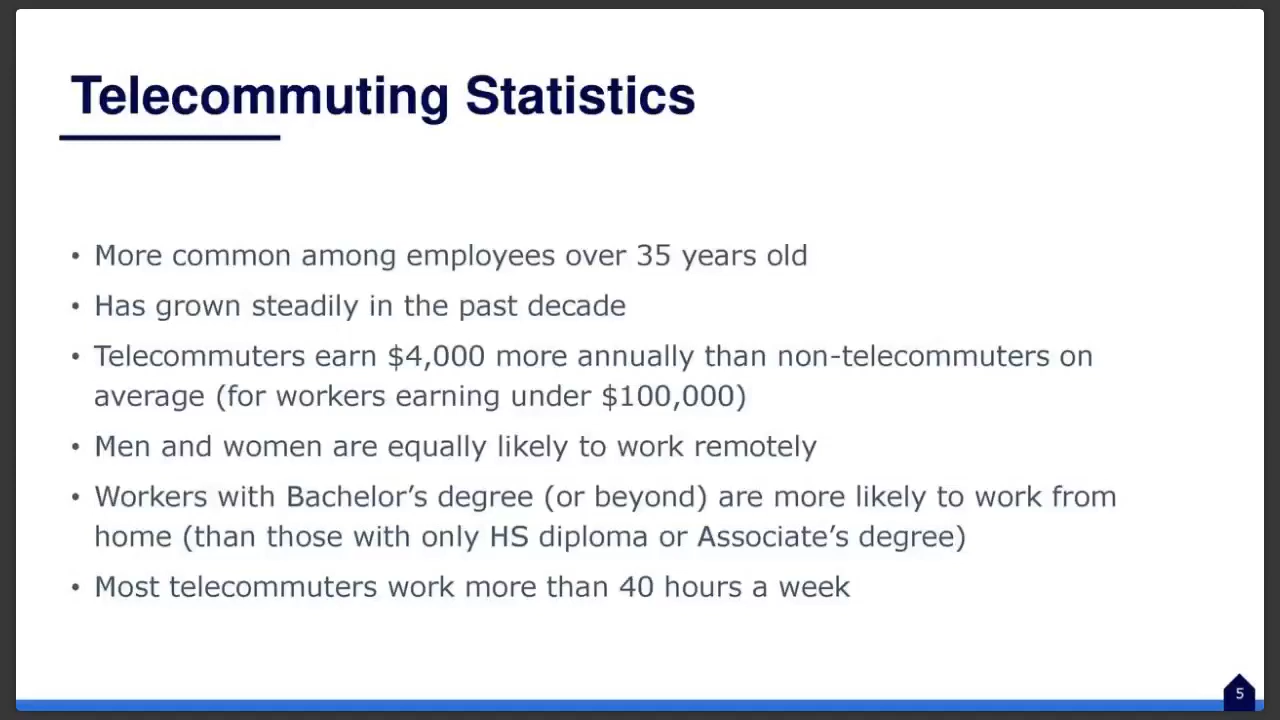 Telecommuting Statistics
• More common among employees over 35 years old
• Has grown steadily in the past decade
• Telecommuters earn $4,000 more annually than non-telecommuters on
average (for workers earning under $100,000)
• Men and women are equally likely to work remotely
• Workers with Bachelor’s degree (or beyond) are more likely to work from
home (than those with only HS diploma or Associate’s degree)
• Most telecommuters work more than 40 hours a week
5